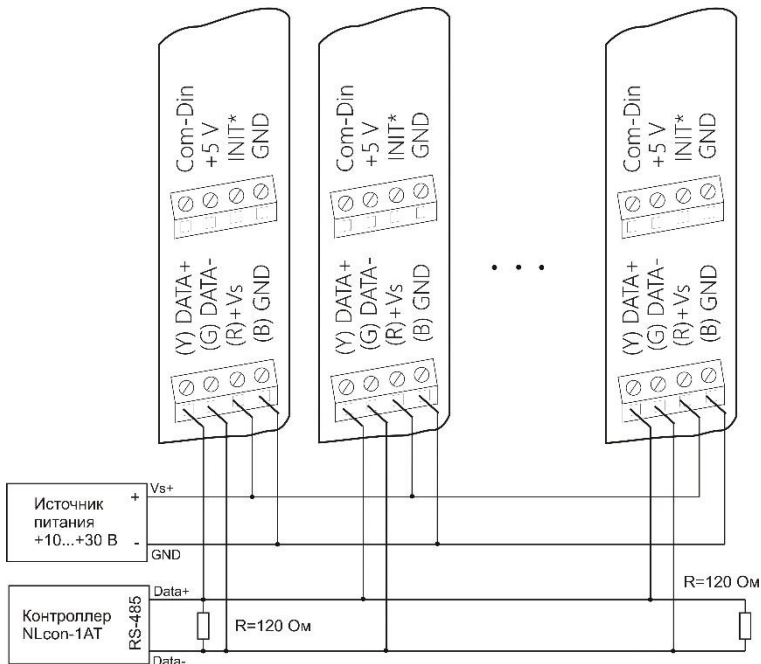 Com-Din
+5 V
INIT*
GND
Com-Din
+5 V
INIT*
GND
Com-Din
+5 V
INIT*
GND
(Y) DATA+
(G) DATA-
(R)+Vs
(B) GND
(Y) DATA+
(G) DATA-
(R)+Vs
(B) GND
(Y) DATA+
(G) DATA-
(R)+Vs
(B) GND
Источник
питания
+10...+30 В
+
-
Vs+
GND
Контроллер
NLcon-1AT
RS-485
Data+
Data-
R=120 Ом
R=120 Ом